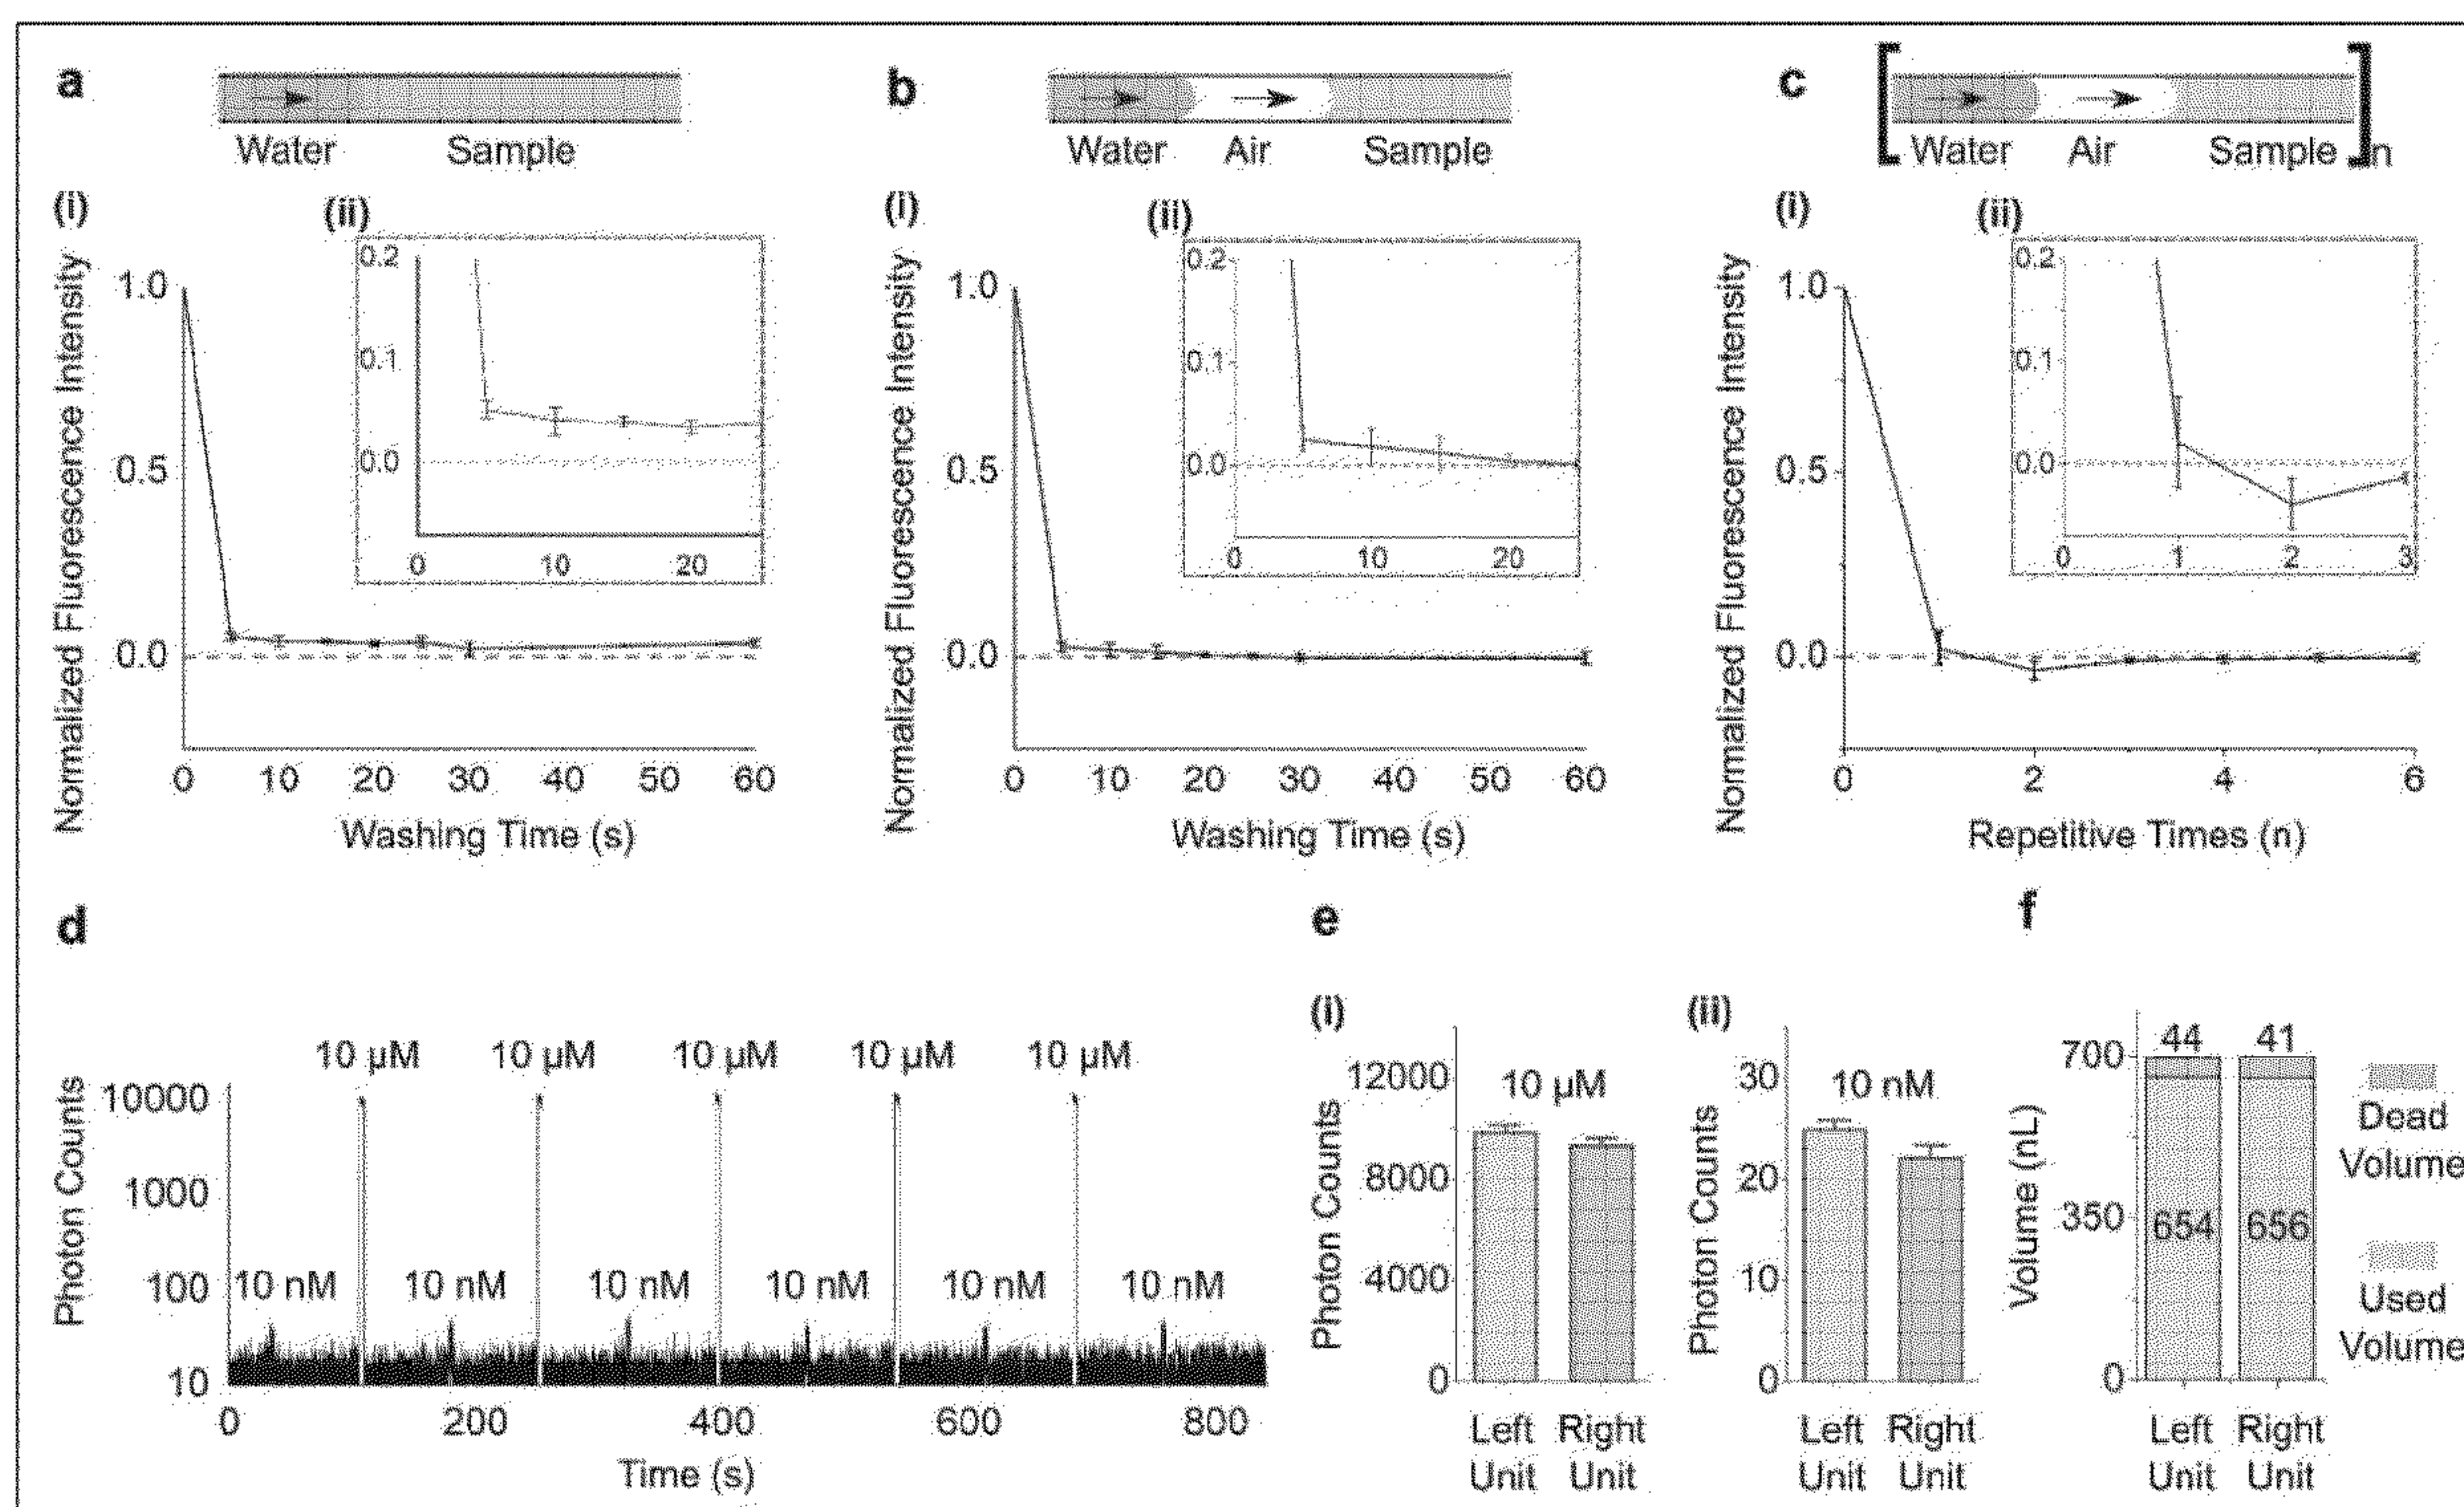 a
Water Sample
(i)
(ii)
Normalized Fluorescence Intensity
1.0
0.5
0.0
0.2
0.1
0.0
0 10 20
0 10 20 30 40 50 60
Washing Time (s)
b
Water Air Sample
(i)
(ii)
Normalized Fluorescence Intensity
1.0
0.5
0.0
0.2
0.1
0.0
0 10 20
0 10 20 30 40 50 60
Washing Time (s)
c
[Water Air Sample]n
(i)
(ii)
Normalized Fluorescence Intensity
1.0
0.5
0.0
0.2
0.1
0.0
0 1 2 3
0 2 4 6
Repetitive Times (n)
d
Photon Counts
10 µM 10 µM 10 µM 10 µM 10 µM
10000
1000
100
10
10 nM 10 nM 10 nM 10 nM 10 nM 10 nM
0 200 400 600 800
Time (s)
e
(i)
Photon Counts
12000
8000
4000
0
10 µM
Left Right
Unit Unit
(ii)
Photon Counts
30
20
10
0
10 nM
Left Right
Unit Unit
f
Volume (nL)
700
350
0
44 41
654 656
Left Right
Unit Unit
Dead
Volume
Used
Volume